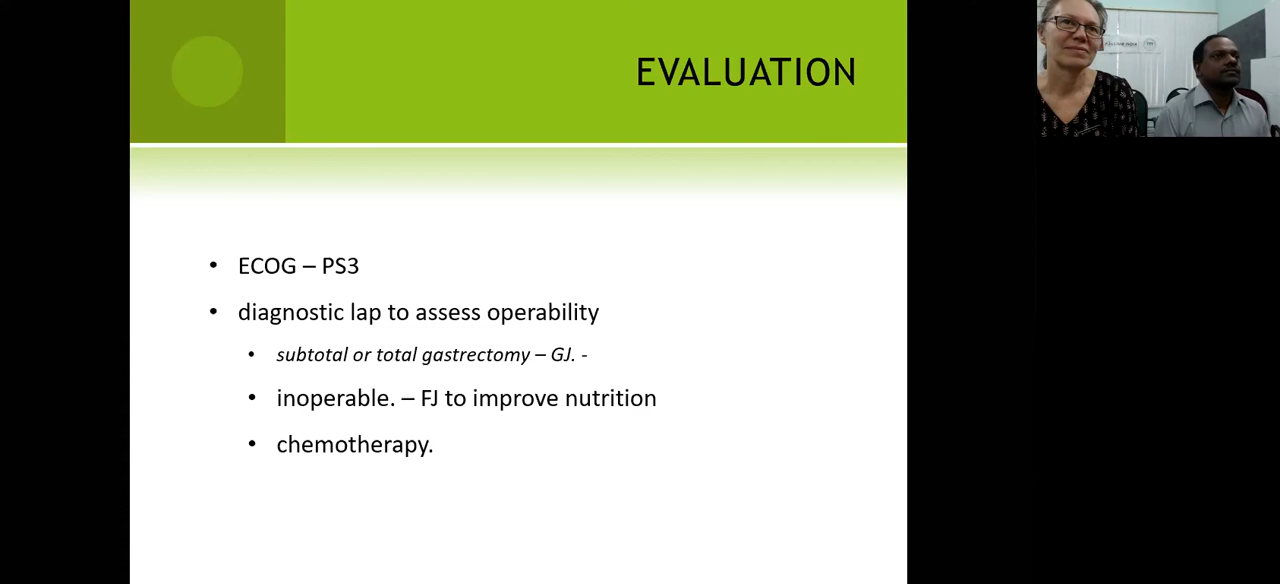 EVALUATION
• ECOG – PS3
• diagnostic lap to assess operability
• subtotal or total gastrectomy – GJ. -
• inoperable. – FJ to improve nutrition
• chemotherapy.